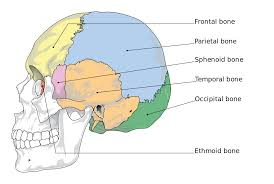 Frontal bone
Parietal bone
Sphenoid bone
Temporal bone
Occipital bone
Ethmoid bone